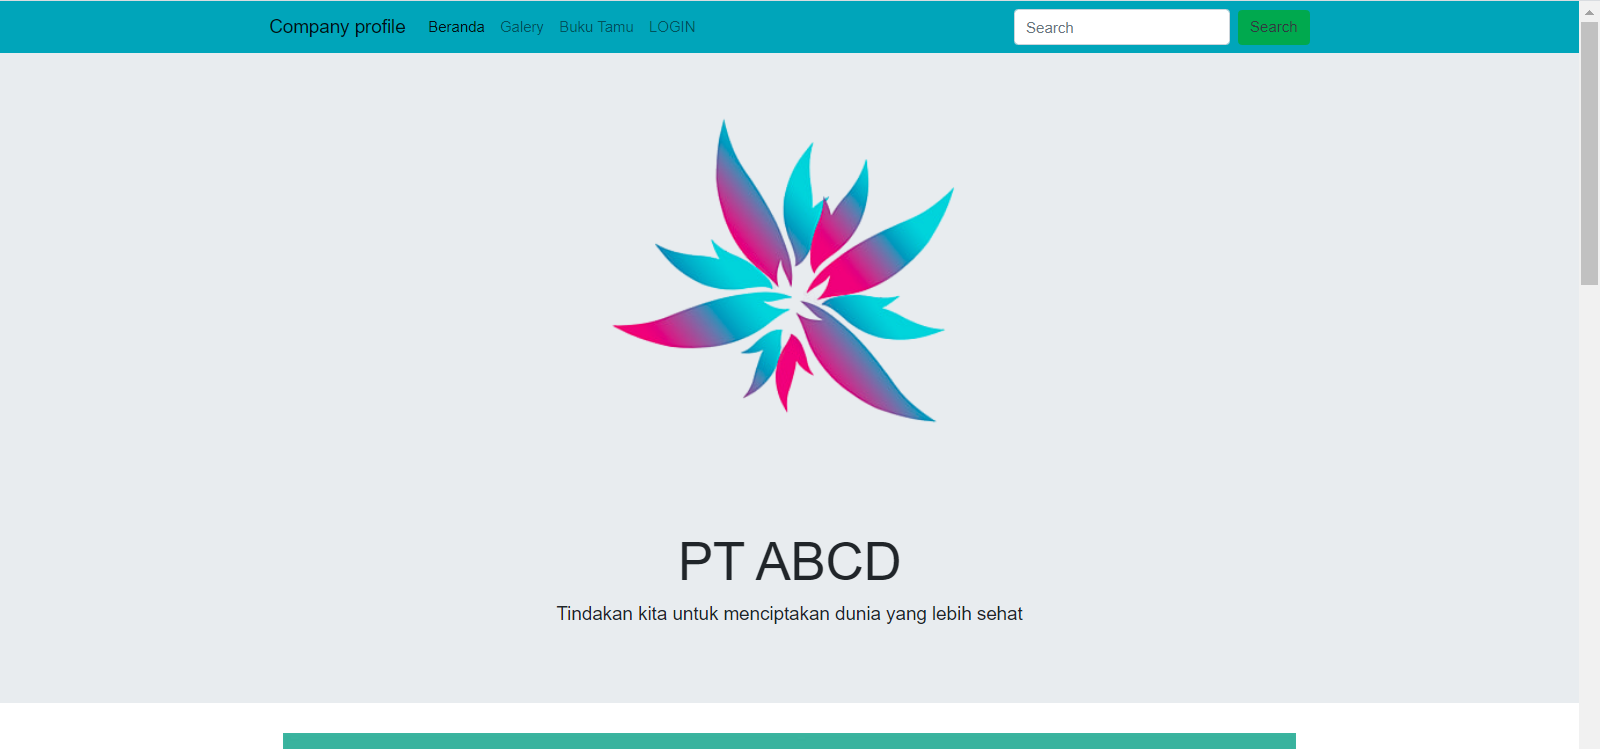 Company profile Beranda Galery Buku Tamu LOGIN Search Search
PT ABCD
Tindakan kita untuk menciptakan dunia yang lebih sehat